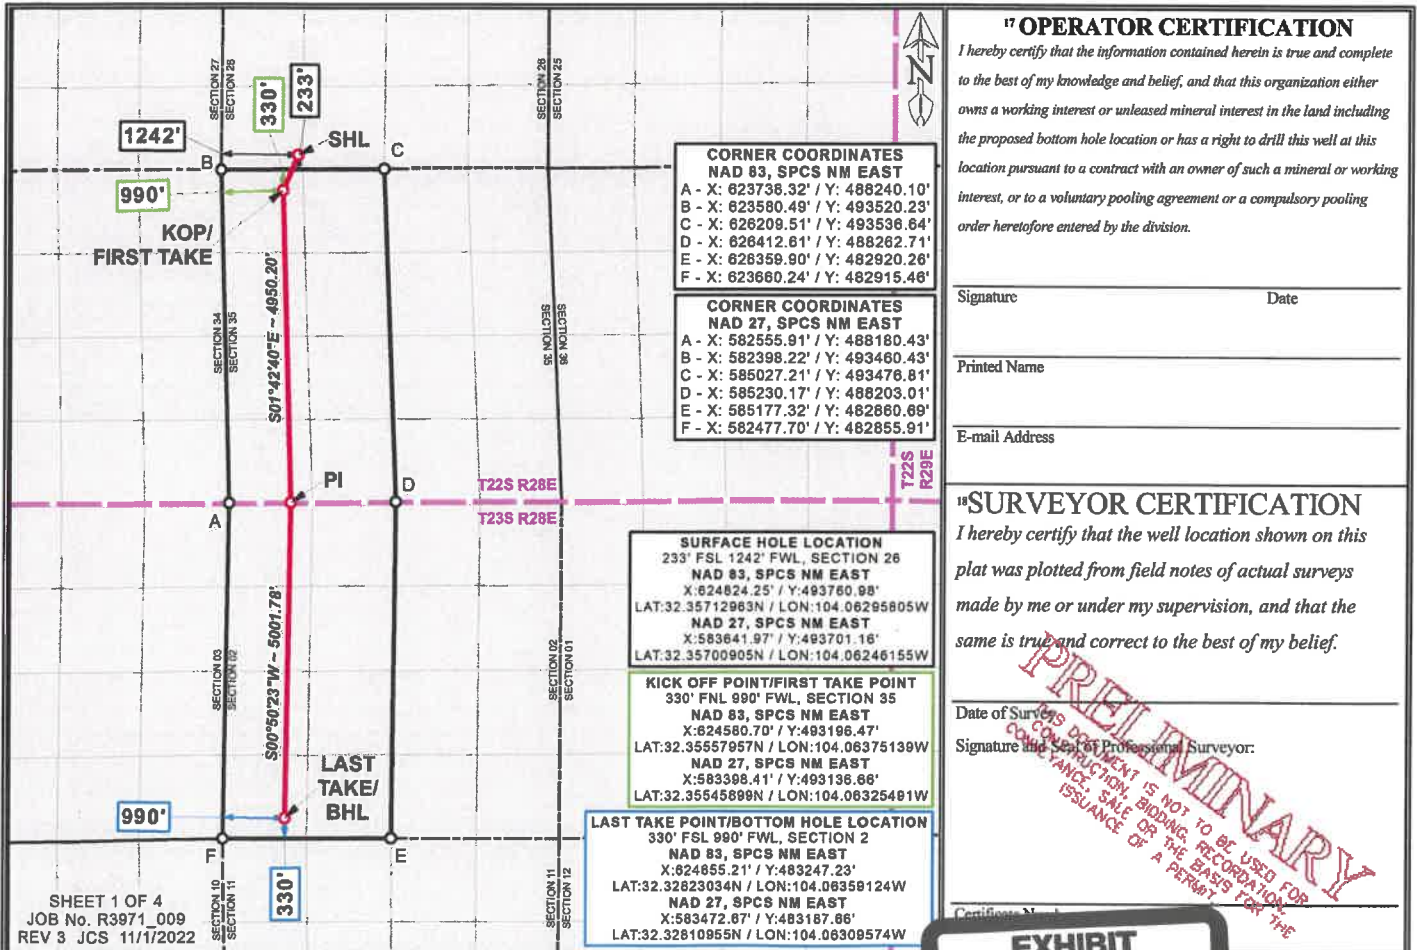 SECTION 27
SECTION 26
SECTION 26
SECTION 25
330'
233'
1242'
SHL
B
C
990'
KOP/
FIRST TAKE
S01°42'40"E ~ 4950.20'
SECTION 34
SECTION 35
SECTION 35
SECTION 36
N
PI
A
D
T22S R28E
T23S R28E
T22S
R29E
S00°50'23"W ~ 5001.78'
SECTION 03
SECTION 02
SECTION 02
SECTION 01
LAST
TAKE/
BHL
990'
F
E
330'
SECTION 10
SECTION 11
SECTION 11
SECTION 12
SHEET 1 OF 4
JOB No. R3971_009
REV 3 JCS 11/1/2022
CORNER COORDINATES
NAD 83, SPCS NM EAST
A - X: 623738.32' / Y: 488240.10'
B - X: 623580.49' / Y: 493520.23'
C - X: 626209.51' / Y: 493536.64'
D - X: 626412.61' / Y: 488262.71'
E - X: 626359.90' / Y: 482920.26'
F - X: 623660.24' / Y: 482915.46'
CORNER COORDINATES
NAD 27, SPCS NM EAST
A - X: 582555.91' / Y: 488180.43'
B - X: 582398.22' / Y: 493460.43'
C - X: 585027.21' / Y: 493476.81'
D - X: 585230.17' / Y: 488203.01'
E - X: 585177.32' / Y: 482860.69'
F - X: 582477.70' / Y: 482855.91'
SURFACE HOLE LOCATION
233' FSL 1242' FWL, SECTION 26
NAD 83, SPCS NM EAST
X:624824.25' / Y:493760.98'
LAT:32.35712963N / LON:104.06295805W
NAD 27, SPCS NM EAST
X:583641.97' / Y:493701.16'
LAT:32.35700905N / LON:104.06246155W
KICK OFF POINT/FIRST TAKE POINT
330' FNL 990' FWL, SECTION 35
NAD 83, SPCS NM EAST
X:624580.70' / Y:493196.47'
LAT:32.35557957N / LON:104.06375139W
NAD 27, SPCS NM EAST
X:583398.41' / Y:493136.66'
LAT:32.35545899N / LON:104.06325491W
LAST TAKE POINT/BOTTOM HOLE LOCATION
330' FSL 990' FWL, SECTION 2
NAD 83, SPCS NM EAST
X:624655.21' / Y:483247.23'
LAT:32.32823034N / LON:104.06359124W
NAD 27, SPCS NM EAST
X:583472.67' / Y:483187.66'
LAT:32.32810955N / LON:104.06309574W
17 OPERATOR CERTIFICATION
I hereby certify that the information contained herein is true and complete
to the best of my knowledge and belief, and that this organization either
owns a working interest or unleased mineral interest in the land including
the proposed bottom hole location or has a right to drill this well at this
location pursuant to a contract with an owner of such a mineral or working
interest, or to a voluntary pooling agreement or a compulsory pooling
order heretofore entered by the division.
Signature Date
Printed Name
E-mail Address
18 SURVEYOR CERTIFICATION
I hereby certify that the well location shown on this
plat was plotted from field notes of actual surveys
made by me or under my supervision, and that the
same is true and correct to the best of my belief.
Date of Survey
Signature and Seal of Professional Surveyor:
PRELIMINARY
THIS DOCUMENT IS NOT TO BE USED FOR
CONSTRUCTION, BIDDING, RECORDATION,
CONVEYANCE, SALE OR THE BASIS FOR THE
ISSUANCE OF A PERMIT
Certificate
EXHIBIT